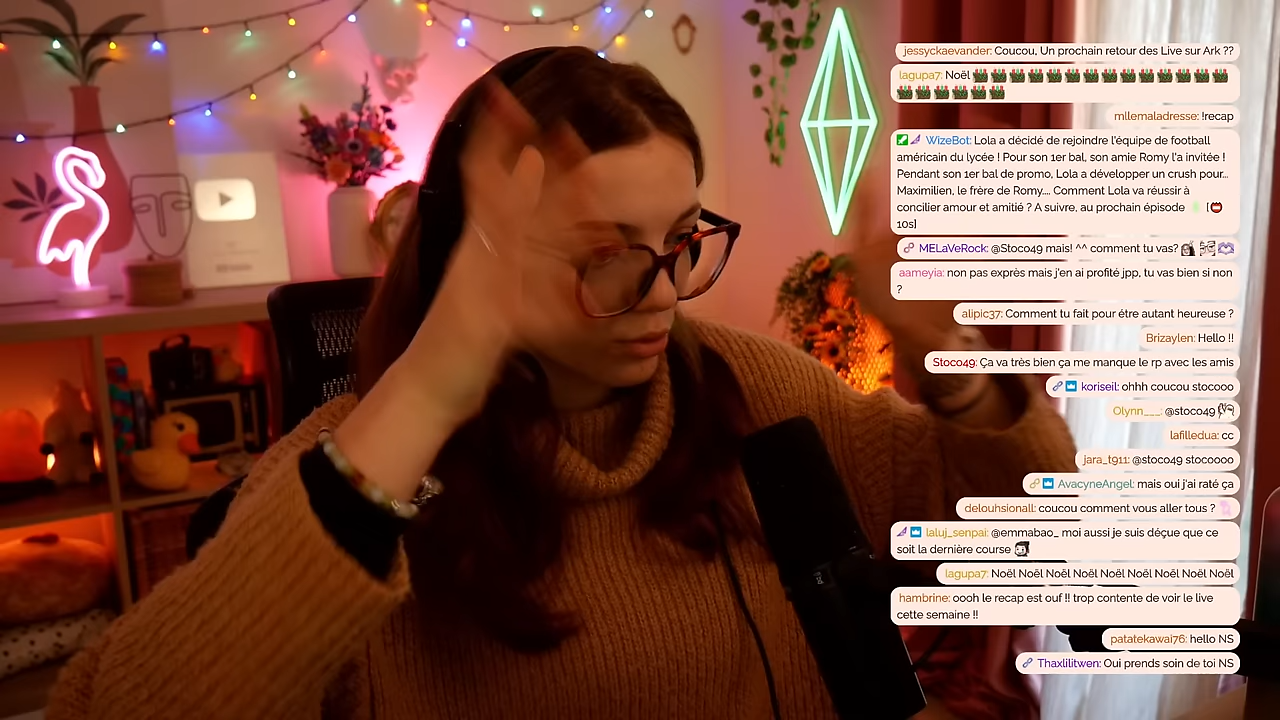 jessyckaevander: Coucou, Un prochain retour des Live sur Ark ??
lagupa7: Noël
mllemaladresse: !recap
WizeBot: Lola a décidé de rejoindre l'équipe de football
américain du lycée ! Pour son 1er bal, son amie Romy l'a invitée !
Pendant son 1er bal de promo, Lola a développer un crush pour...
Maximilien, le frère de Romy.... Comment Lola va réussir à
concilier amour et amitié ? A suivre, au prochain épisode [
10s]
MELaVeRock: @Stoco49 mais! ^^ comment tu vas?
aameyia: non pas exprès mais j'en ai profité jpp, tu vas bien si non
?
alipic37: Comment tu fait pour être autant heureuse ?
Brizaylen: Hello !!
Stoco49: Ça va très bien ça me manque le rp avec les amis
koriseil: ohhh coucou stocooo
Olynn___: @stoco49
lafilledua: cc
jara_t911: @stoco49 stocoooo
AvacyneAngel: mais oui j'ai raté ça
delouhsionall: coucou comment vous aller tous ?
laluj_senpai: @emmabao_ moi aussi je suis déçue que ce
soit la dernière course
lagupa7: Noël Noël Noël Noël Noël Noël Noël Noël Noël
hambrine: oooh le recap est ouf !! trop contente de voir le live
cette semaine !!
patatekawai76: hello NS
Thaxlilitwen: Oui prends soin de toi NS